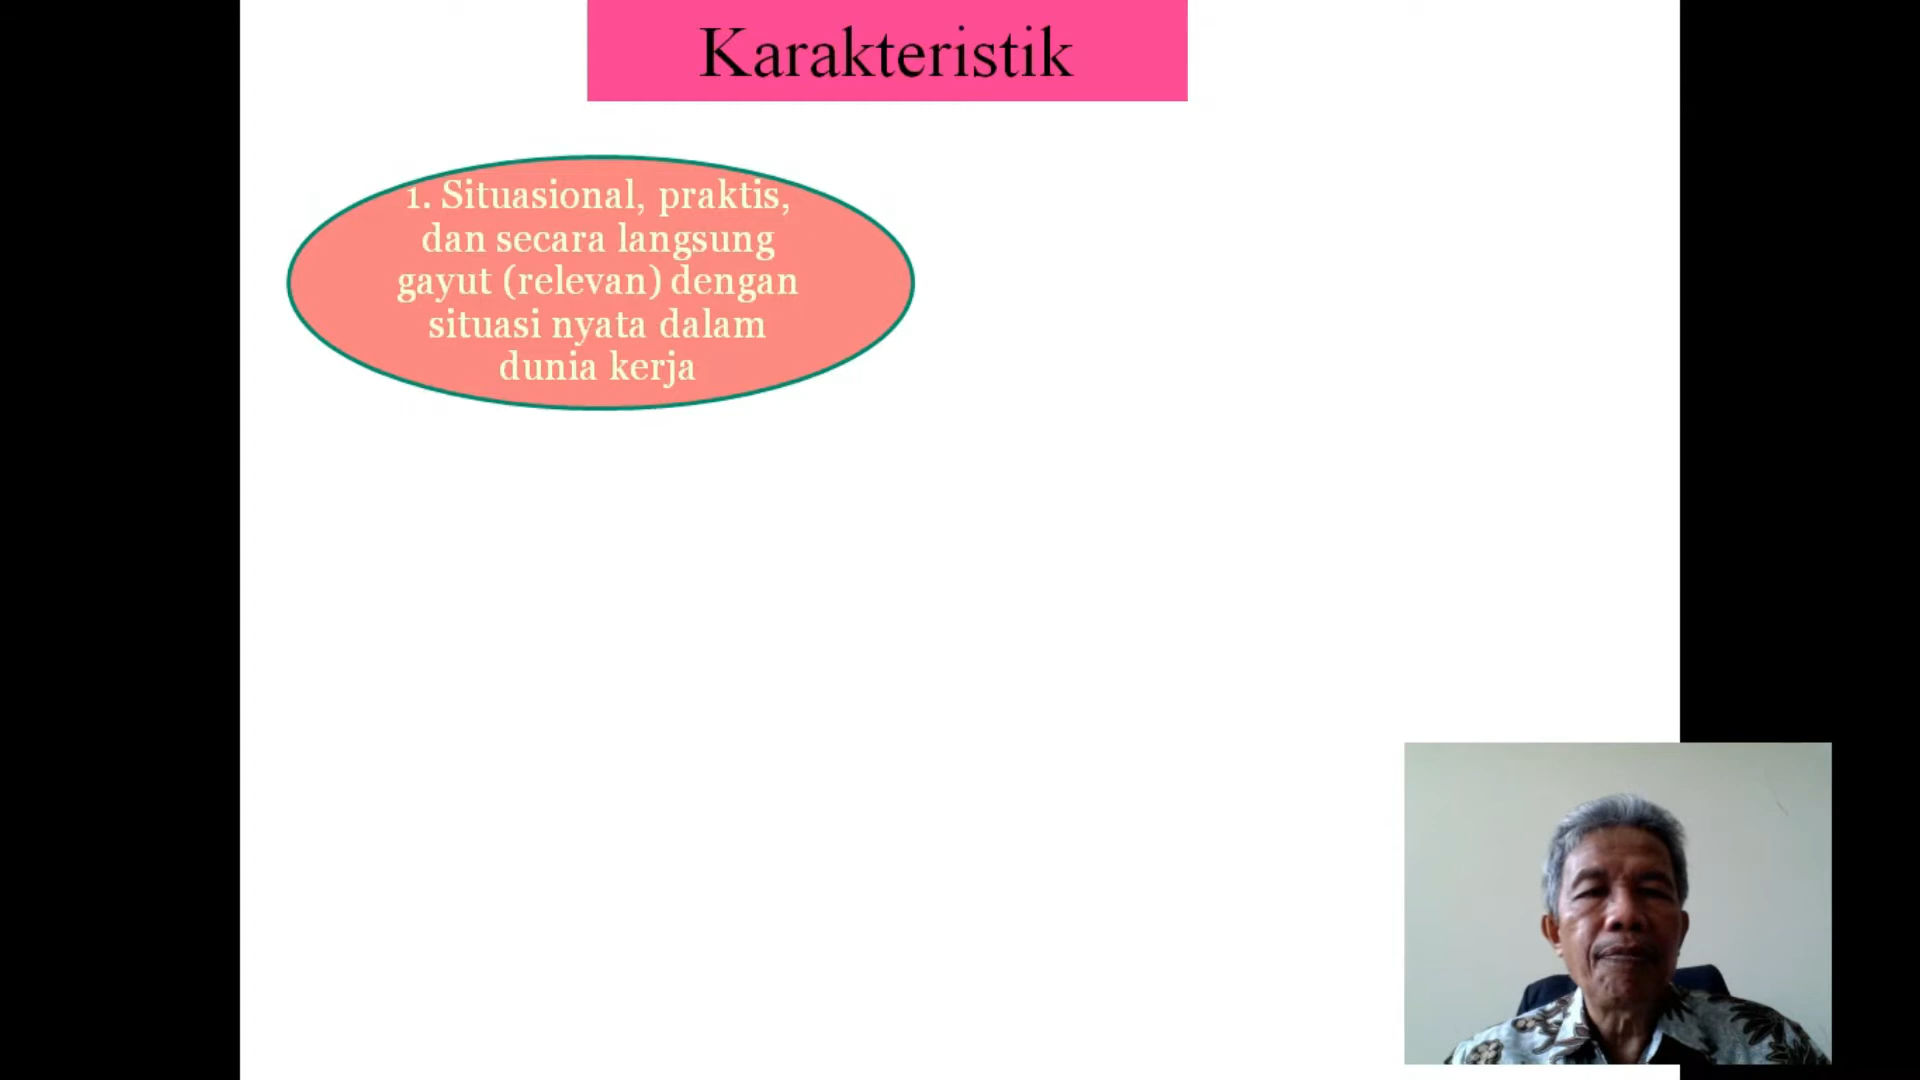 Karakteristik
1. Situasional, praktis,
dan secara langsung
gayut (relevan) dengan
situasi nyata dalam
dunia kerja